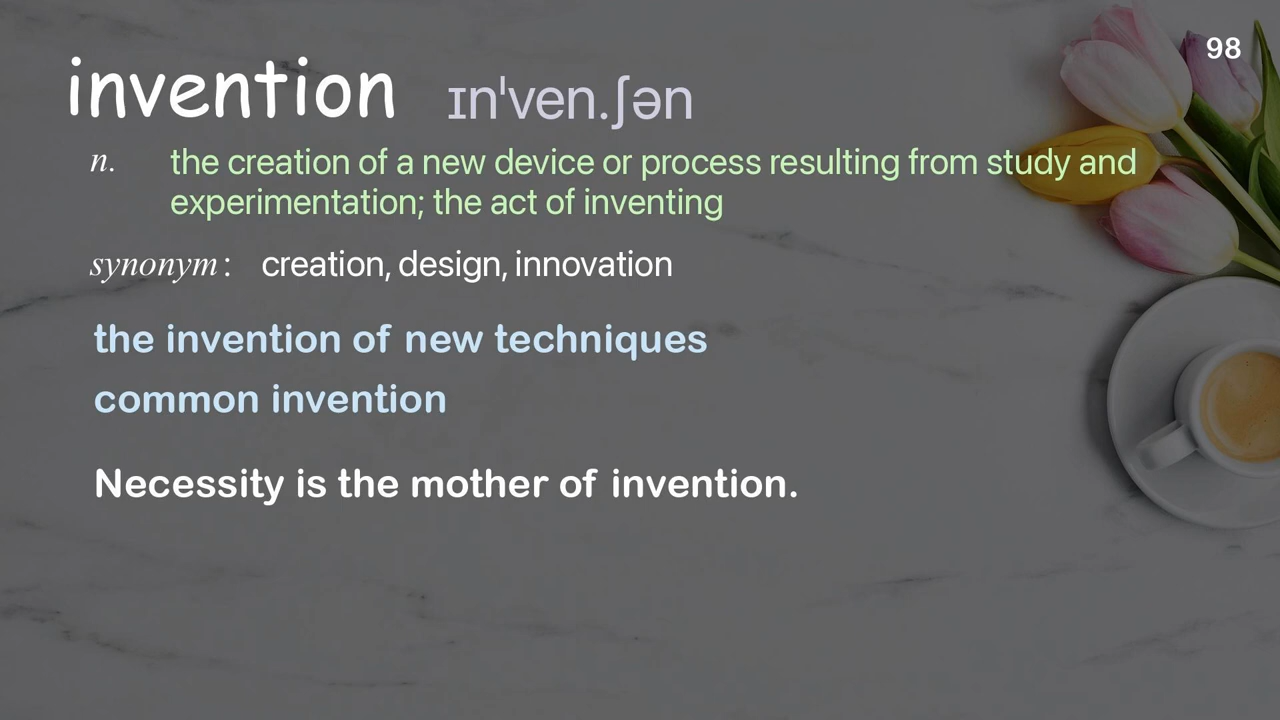 98
invention ɪnˈven.ʃən
n. the creation of a new device or process resulting from study and
experimentation; the act of inventing
synonym: creation, design, innovation
the invention of new techniques
common invention
Necessity is the mother of invention.